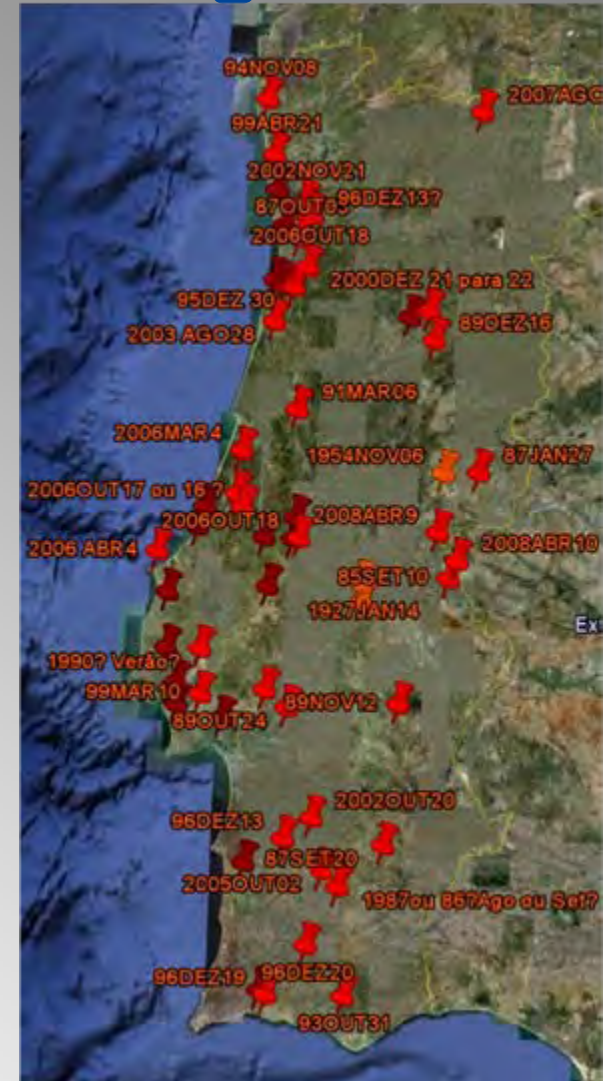 94NOV08
2007AGO
99ABR21
2002NOV21
96DEZ13?
87OUT03
2006OUT18
2000DEZ 21 para 22
95DEZ 30
89DEZ16
2003 AGO28
91MAR06
2006MAR4
1954NOV06
87JAN27
2006OUT17 ou 16 ?
2006OUT18
2008ABR9
2006 ABR4
2008ABR10
85SET10
1927JAN14
Ex
1990? Verão?
99MAR10
89NOV12
89OUT24
2002OUT20
96DEZ13
87SET20
2005OUT02
1987ou 86?Ago ou Set?
96DEZ19
96DEZ20
93OUT31